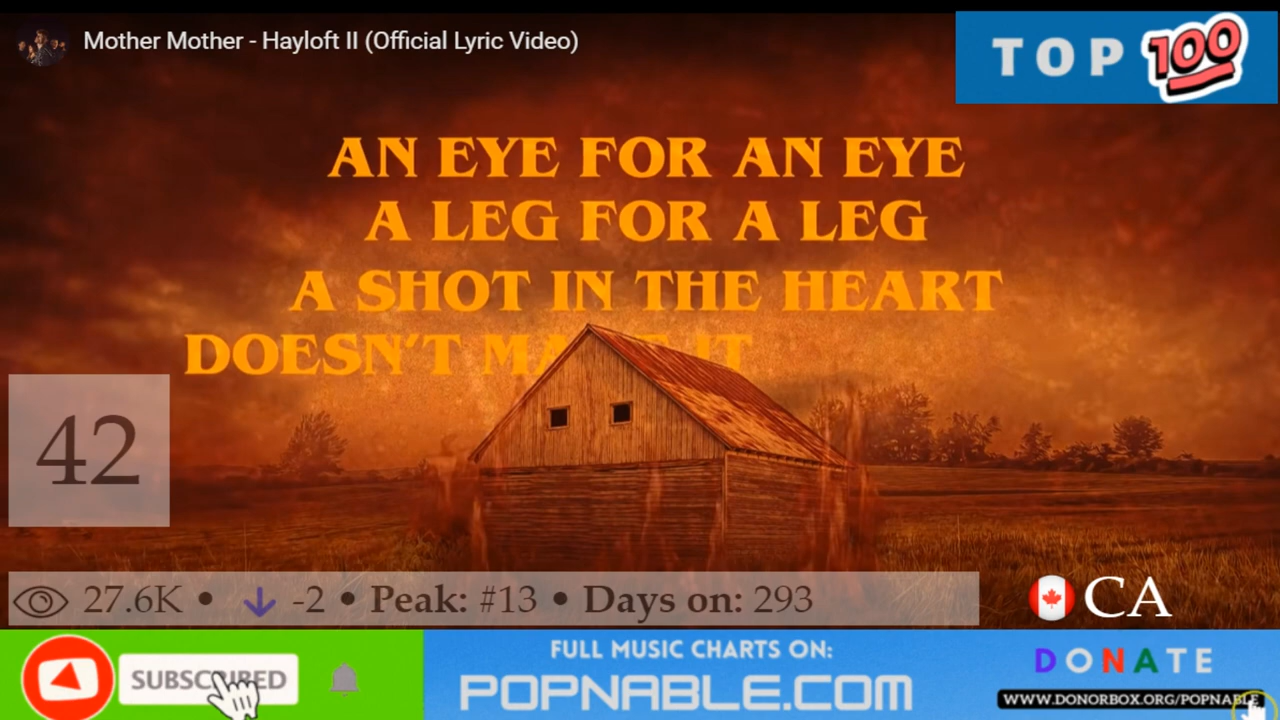 Mother Mother - Hayloft II (Official Lyric Video)
TOP 100
AN EYE FOR AN EYE
A LEG FOR A LEG
A SHOT IN THE HEART
DOESN'T MAKE IT
42
27.6K • ↓ -2 • Peak: #13 • Days on: 293
CA
SUBSCRIBED
FULL MUSIC CHARTS ON:
POPNABLE.COM
DONATE
WWW.DONORBOX.ORG/POPNABLE